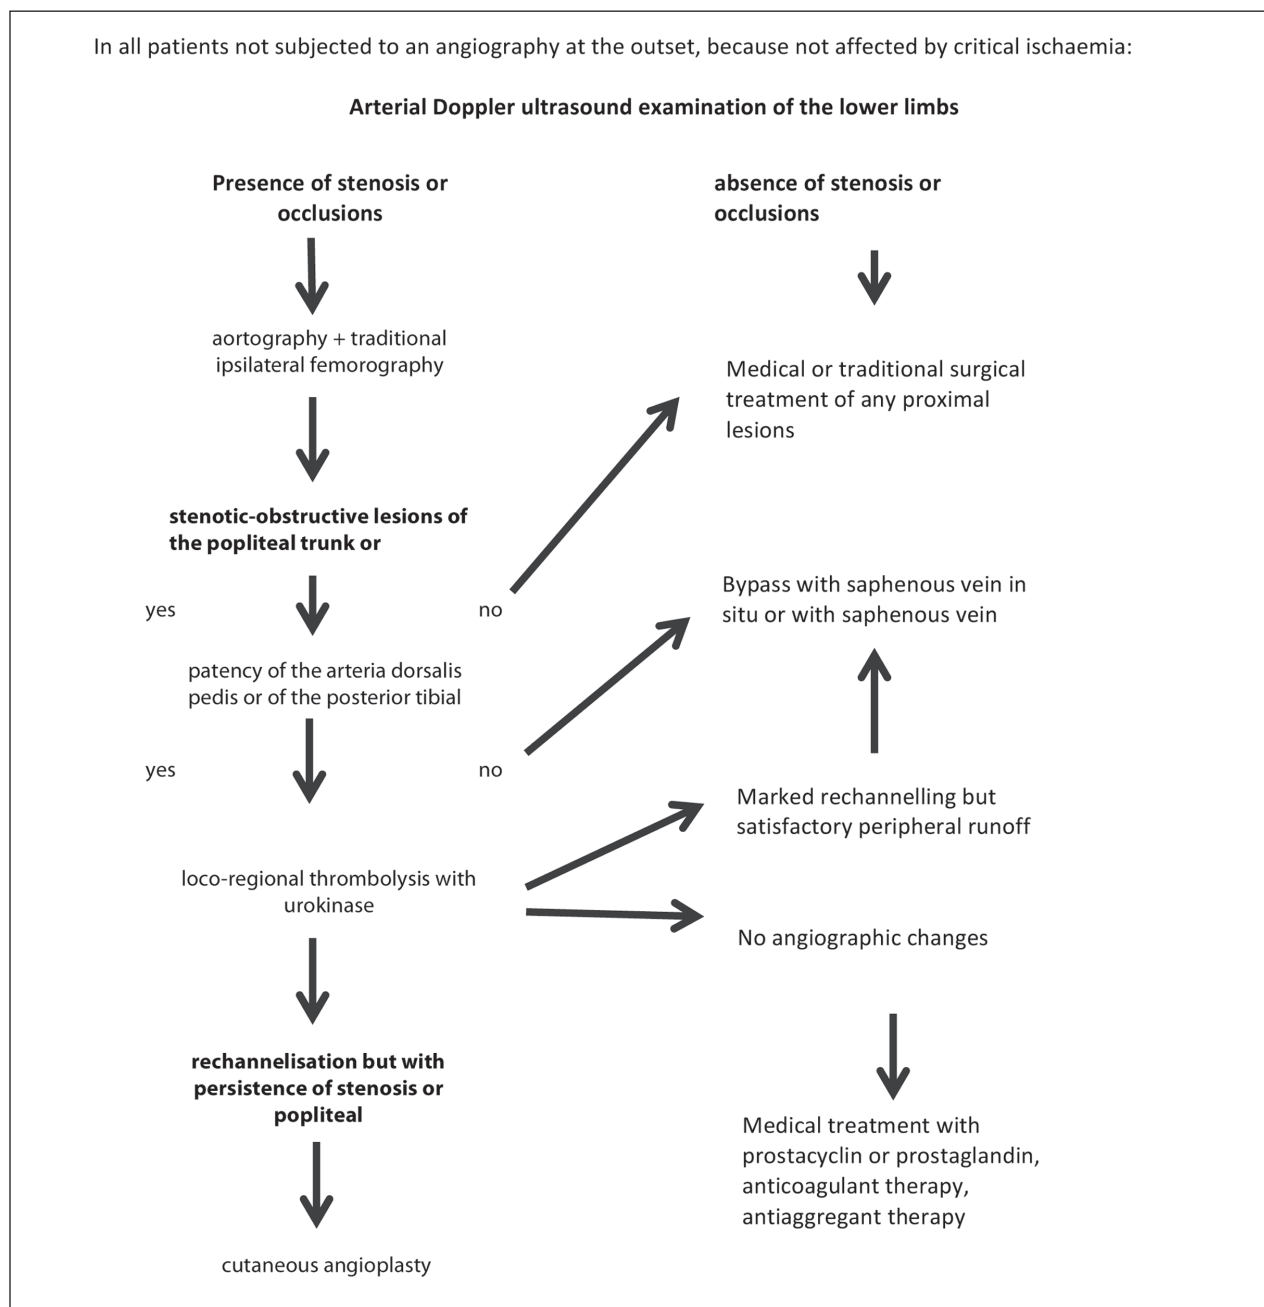 In all patients not subjected to an angiography at the outset, because not affected by critical ischaemia:
Arterial Doppler ultrasound examination of the lower limbs
Presence of stenosis or
occlusions
absence of stenosis or
occlusions
aortography + traditional
ipsilateral femorography
Medical or traditional surgical
treatment of any proximal
lesions
stenotic-obstructive lesions of
the popliteal trunk or
yes
no
Bypass with saphenous vein in
situ or with saphenous vein
patency of the arteria dorsalis
pedis or of the posterior tibial
yes
no
Marked rechannelling but
satisfactory peripheral runoff
loco-regional thrombolysis with
urokinase
No angiographic changes
rechannelisation but with
persistence of stenosis or
popliteal
Medical treatment with
prostacyclin or prostaglandin,
anticoagulant therapy,
antiaggregant therapy
cutaneous angioplasty